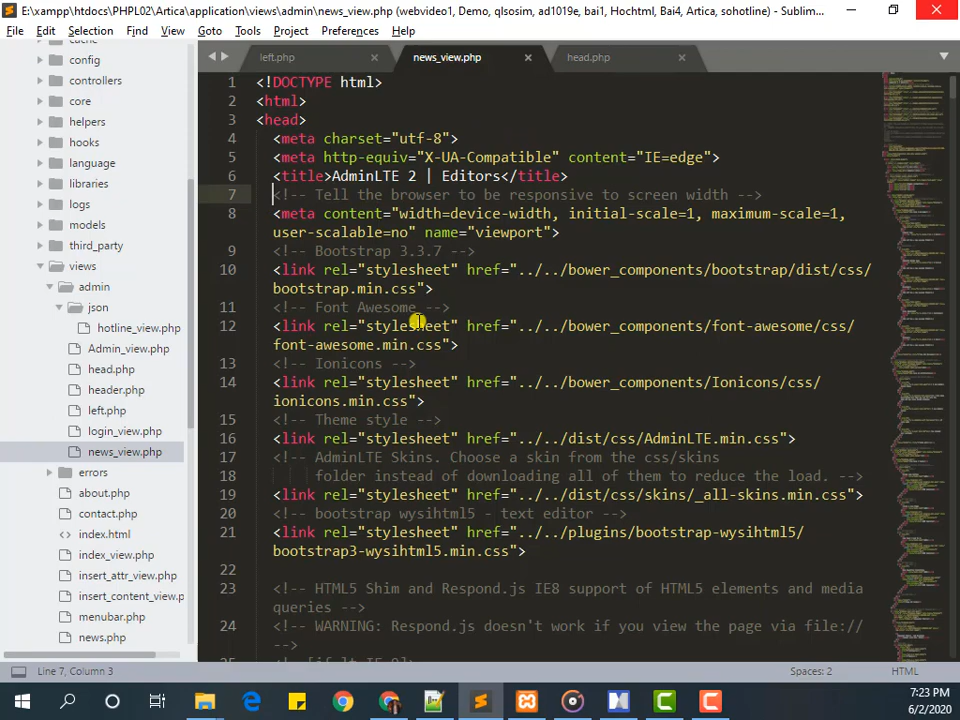 E:\xampp\htdocs\PHPL02\Artica\application\views\admin\news_view.php (webvideo1, Demo, qlsosim, ad1019e, bai1, Hochtml, Bai4, Artica, sohotline) - Sublim...
File Edit Selection Find View Goto Tools Project Preferences Help
left.php news_view.php head.php
config
controllers
core
helpers
hooks
language
libraries
logs
models
third_party
views
admin
json
hotline_view.php
Admin_view.php
head.php
header.php
left.php
login_view.php
news_view.php
errors
about.php
contact.php
index.html
index_view.php
insert_attr_view.php
insert_content_view.p
menubar.php
news.php
1 <!DOCTYPE html>
2 <html>
3 <head>
4 <meta charset="utf-8">
5 <meta http-equiv="X-UA-Compatible" content="IE=edge">
6 <title>AdminLTE 2 | Editors</title>
7 <!-- Tell the browser to be responsive to screen width -->
8 <meta content="width=device-width, initial-scale=1, maximum-scale=1,
user-scalable=no" name="viewport">
9 <!-- Bootstrap 3.3.7 -->
10 <link rel="stylesheet" href="../../bower_components/bootstrap/dist/css/
bootstrap.min.css">
11 <!-- Font Awesome -->
12 <link rel="stylesheet" href="../../bower_components/font-awesome/css/
font-awesome.min.css">
13 <!-- Ionicons -->
14 <link rel="stylesheet" href="../../bower_components/Ionicons/css/
ionicons.min.css">
15 <!-- Theme style -->
16 <link rel="stylesheet" href="../../dist/css/AdminLTE.min.css">
17 <!-- AdminLTE Skins. Choose a skin from the css/skins
18 folder instead of downloading all of them to reduce the load. -->
19 <link rel="stylesheet" href="../../dist/css/skins/_all-skins.min.css">
20 <!-- bootstrap wysihtml5 - text editor -->
21 <link rel="stylesheet" href="../../plugins/bootstrap-wysihtml5/
bootstrap3-wysihtml5.min.css">
22
23 <!-- HTML5 Shim and Respond.js IE8 support of HTML5 elements and media
queries -->
24 <!-- WARNING: Respond.js doesn't work if you view the page via file://
-->
Line 7, Column 3
Spaces: 2
HTML
7:23 PM
6/2/2020